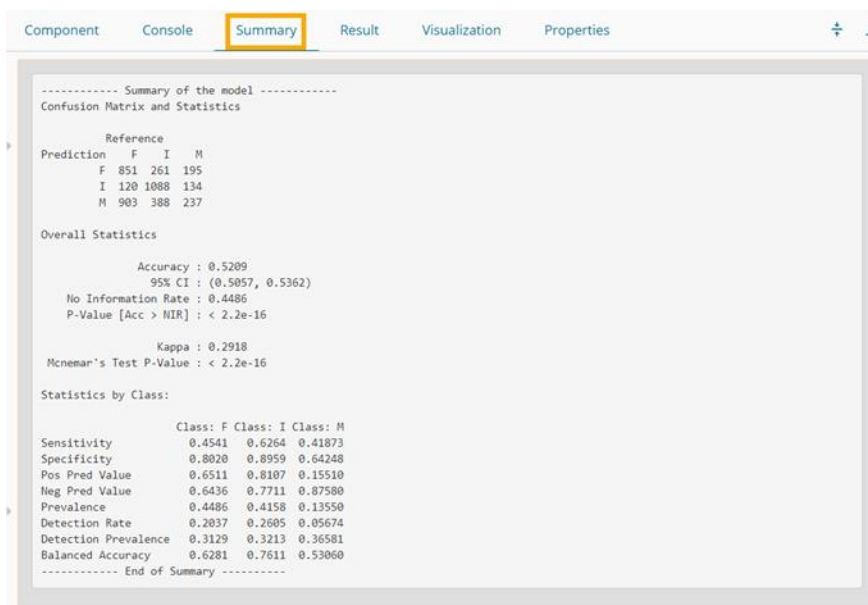 Component Console Summary Result Visualization Properties
------------ Summary of the model ------------
Confusion Matrix and Statistics
Reference
Prediction F I M
F 851 261 195
I 120 1088 134
M 903 388 237
Overall Statistics
Accuracy : 0.5209
95% CI : (0.5057, 0.5362)
No Information Rate : 0.4486
P-Value [Acc > NIR] : < 2.2e-16
Kappa : 0.2918
Mcnemar's Test P-Value : < 2.2e-16
Statistics by Class:
Class: F Class: I Class: M
Sensitivity 0.4541 0.6264 0.41873
Specificity 0.8020 0.8959 0.64248
Pos Pred Value 0.6511 0.8107 0.15510
Neg Pred Value 0.6436 0.7711 0.87580
Prevalence 0.4486 0.4158 0.13550
Detection Rate 0.2037 0.2605 0.05674
Detection Prevalence 0.3129 0.3213 0.36581
Balanced Accuracy 0.6281 0.7611 0.53060
------------ End of Summary ----------